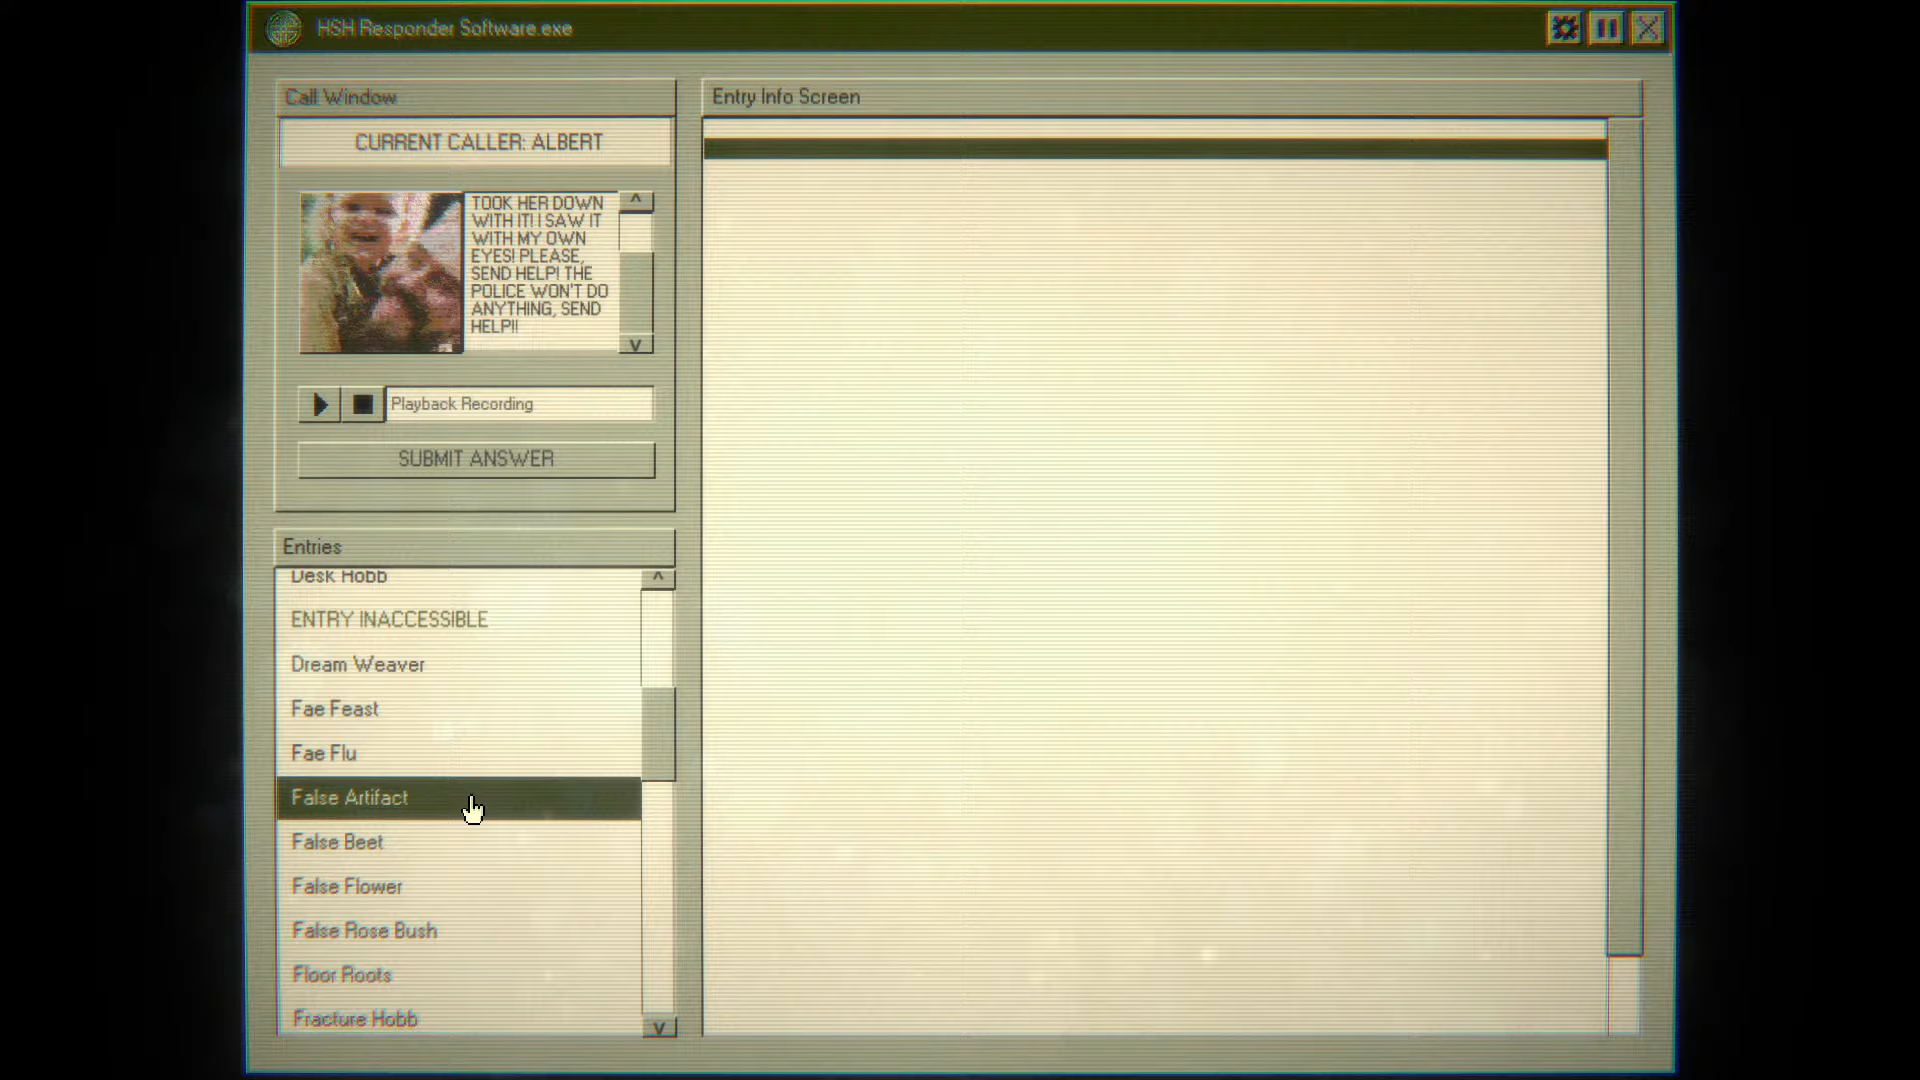 HSH Responder Software.exe
Call Window
CURRENT CALLER: ALBERT
TOOK HER DOWN
WITH IT! I SAW IT
WITH MY OWN
EYES! PLEASE,
SEND HELP! THE
POLICE WON'T DO
ANYTHING, SEND
HELP!!
Playback Recording
SUBMIT ANSWER
Entries
Desk Hobb
ENTRY INACCESSIBLE
Dream Weaver
Fae Feast
Fae Flu
False Artifact
False Beet
False Flower
False Rose Bush
Floor Roots
Fracture Hobb
Entry Info Screen